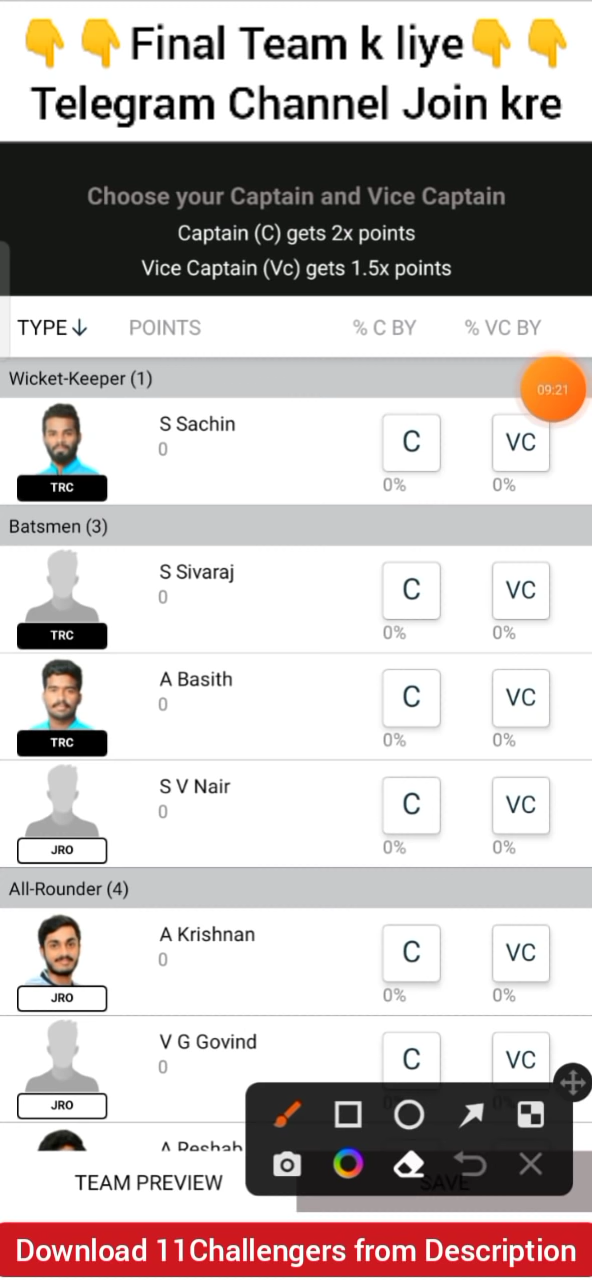 👇👇Final Team k liye👇👇
Telegram Channel Join kre
Choose your Captain and Vice Captain
Captain (C) gets 2x points
Vice Captain (Vc) gets 1.5x points
TYPE↓ POINTS % C BY % VC BY
Wicket-Keeper (1)
09:21
S Sachin
0
C VC
TRC
0% 0%
Batsmen (3)
S Sivaraj
0
C VC
TRC
0% 0%
A Basith
0
C VC
TRC
0% 0%
S V Nair
0
C VC
JRO
0% 0%
All-Rounder (4)
A Krishnan
0
C VC
JRO
0% 0%
V G Govind
0
C VC
JRO
A Reshab
TEAM PREVIEW SAVE
Download 11Challengers from Description